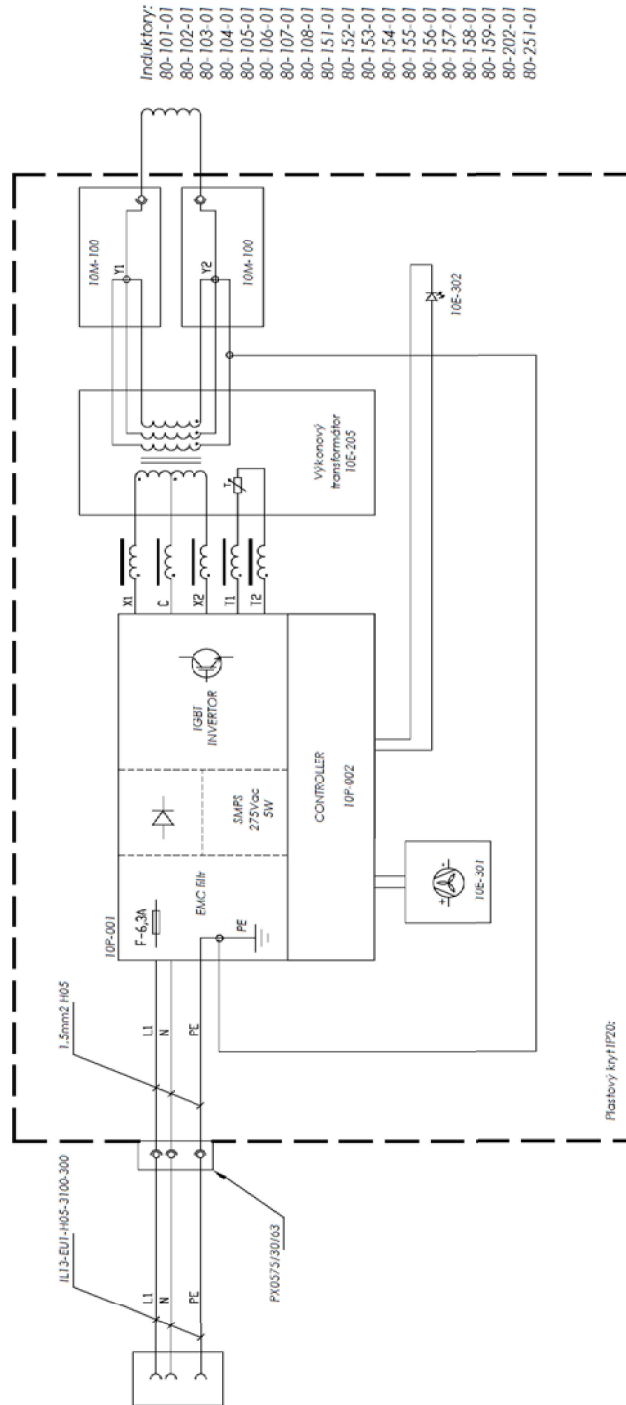 Induktory:
80-101-01
80-102-01
80-103-01
80-104-01
80-105-01
80-106-01
80-107-01
80-108-01
80-151-01
80-152-01
80-153-01
80-154-01
80-155-01
80-156-01
80-157-01
80-158-01
80-159-01
80-202-01
80-251-01
10M-100
Y1
Y2
10M-100
10E-302
Výkonový
transformátor
10E-205
T
X1
C
X2
T1
T2
IGBT
INVERTOR
SMPS
275Vac
5W
CONTROLLER
10P-002
10P-001
F-6,3A
EMC filtr
PE
+
-
10E-301
1.5mm2 H05
L1
N
PE
IL13-EU1-H05-3100-300
L1
N
PE
PX0575/30/63
Plastový kryt IP20: